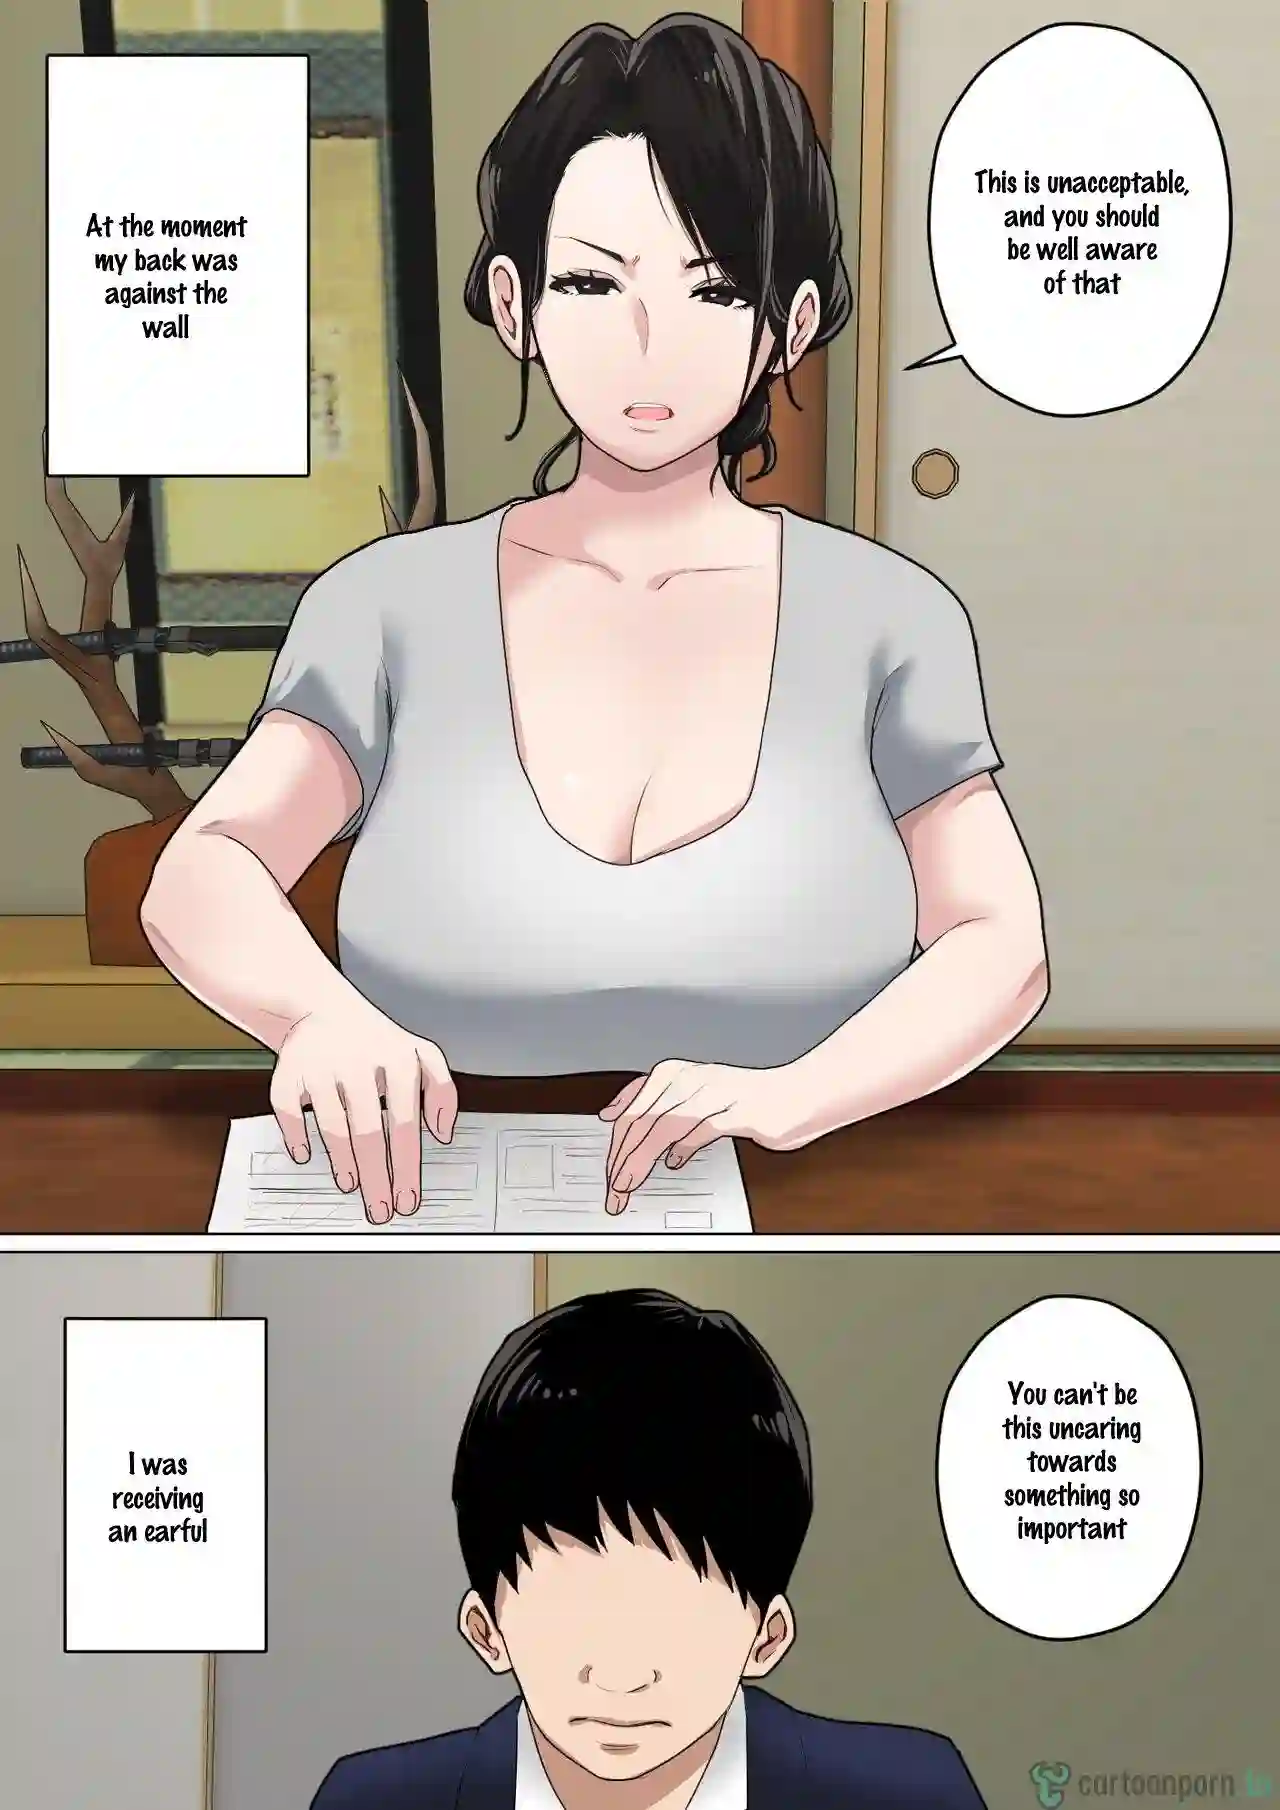 At the moment
my back was
against the
wall
This is unacceptable,
and you should
be well aware
of that
I was
receiving
an earful
You can't be
this uncaring
towards
something so
important
cartoonporn.to